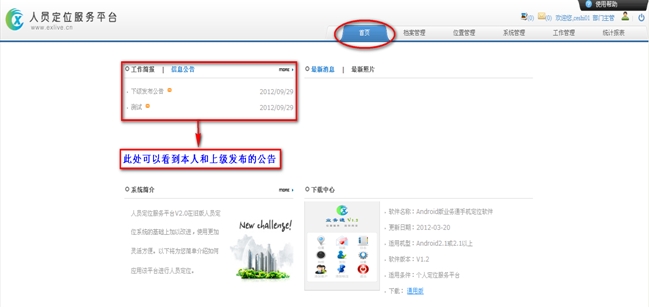 使用帮助
人员定位服务平台
www.exlive.cn
(0) (0) 欢迎您,zmbill1 部门主管
首页 档案管理 位置管理 系统管理 工作管理 统计报表
工作简报 | 信息公告 more
最新消息 | 最新照片
下级发布公告 2012/09/29
测试 2012/09/29
此处可以看到本人和上级发布的公告
系统简介 more
下载中心
人员定位服务平台V2.0在旧版人员定
位系统的基础上加以改进，使用更加
灵活方便。以下将为您简单介绍如何
应用该平台进行人员定位。
New challenge!
业务通 V1.2
软件名称：Android版业务通手机定位软件
更新日期：2012-03-20
适用机型：Android2.1或2.1以上
软件版本：V1.2
适用条件：个人定位服务平台
下载：通用版